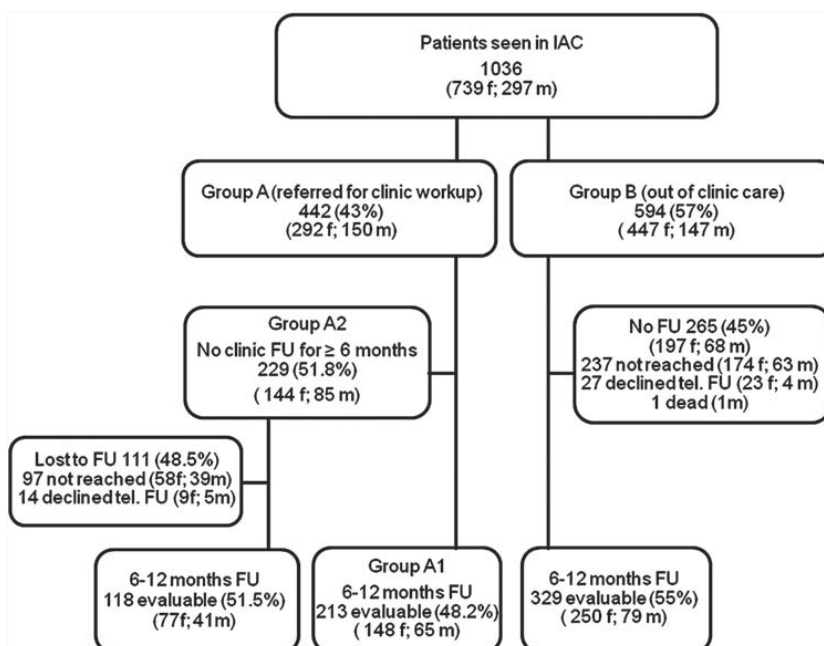 Patients seen in IAC
1036
(739 f; 297 m)
Group A (referred for clinic workup)
442 (43%)
(292 f; 150 m)
Group B (out of clinic care)
594 (57%)
( 447 f; 147 m)
Group A2
No clinic FU for ≥ 6 months
229 (51.8%)
( 144 f; 85 m)
No FU 265 (45%)
(197 f; 68 m)
237 not reached (174 f; 63 m)
27 declined tel. FU (23 f; 4 m)
1 dead (1m)
Lost to FU 111 (48.5%)
97 not reached (58f; 39m)
14 declined tel. FU (9f; 5m)
6-12 months FU
118 evaluable (51.5%)
(77f; 41m)
Group A1
6-12 months FU
213 evaluable (48.2%)
( 148 f; 65 m)
6-12 months FU
329 evaluable (55%)
( 250 f; 79 m)